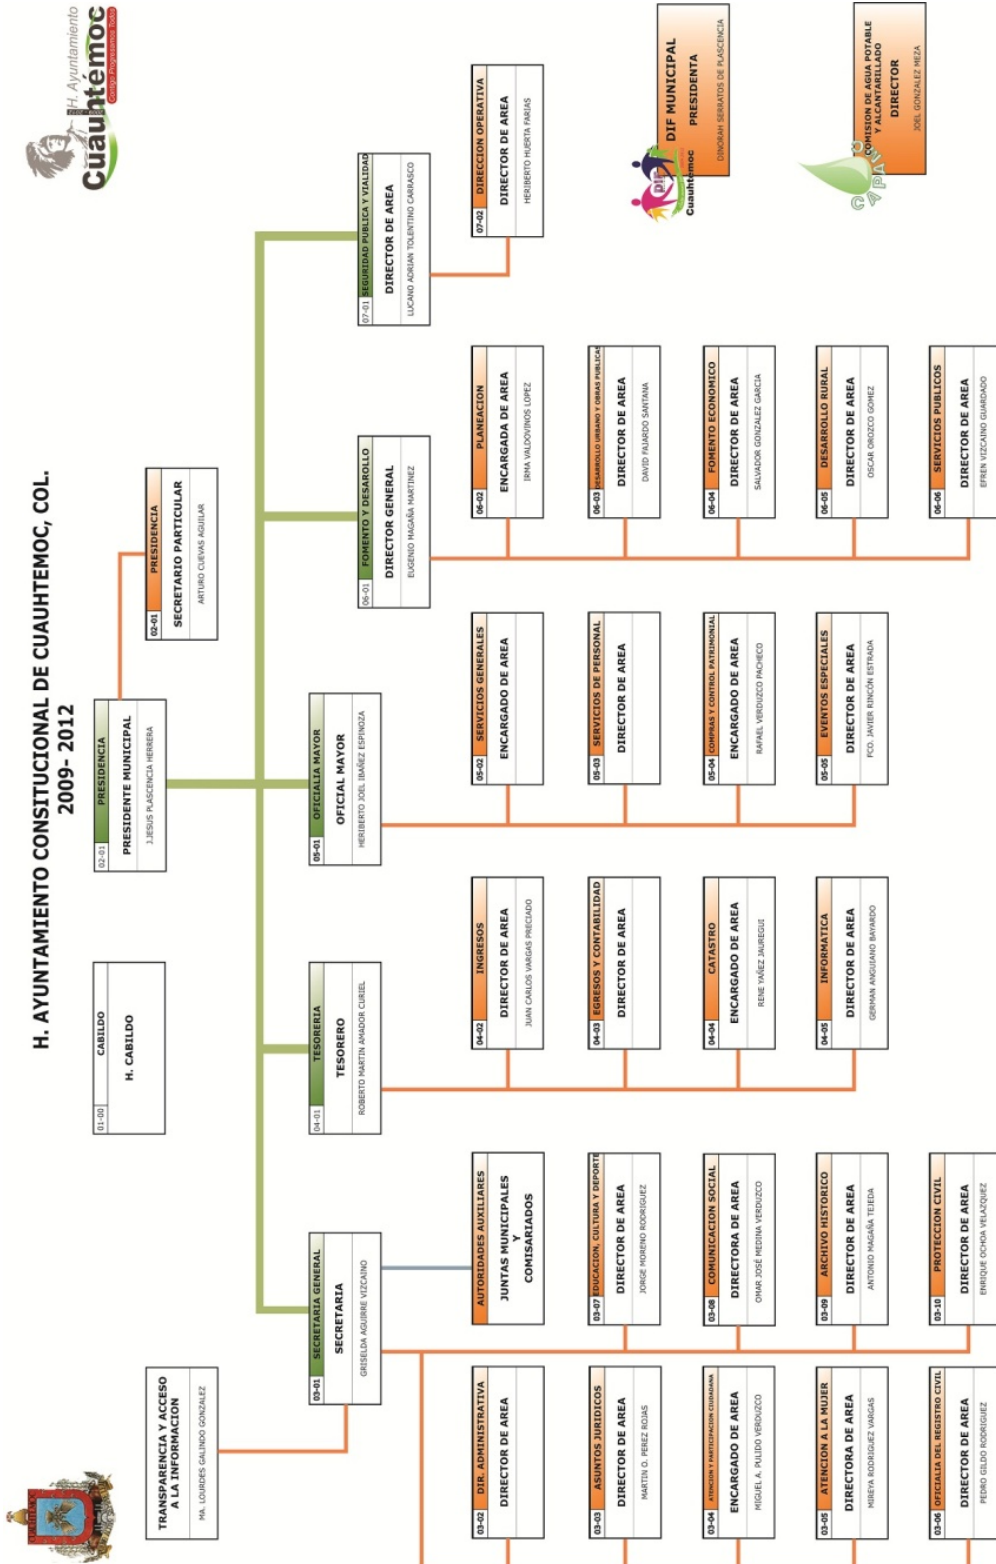 H. AYUNTAMIENTO CONSITUCIONAL DE CUAUHTEMOC, COL.
2009- 2012
H. Ayuntamiento
Cuauhtémoc
Contigo Progresamos Todos
01-00 CABILDO
H. CABILDO
02-01 PRESIDENCIA
PRESIDENTE MUNICIPAL
J.JESUS PLASCENCIA HERRERA
02-01 PRESIDENCIA
SECRETARIO PARTICULAR
ARTURO CUEVAS AGUILAR
TRANSPARENCIA Y ACCESO
A LA INFORMACION
MA. LOURDES GALINDO GONZALEZ
03-01 SECRETARIA GENERAL
SECRETARIA
GRISELDA AGUIRRE VIZCAINO
04-01 TESORERIA
TESORERO
ROBERTO MARTIN AMADOR CURIEL
05-01 OFICIALIA MAYOR
OFICIAL MAYOR
HERIBERTO JOEL IBAÑEZ ESPINOZA
06-01 FOMENTO Y DESAROLLO
DIRECTOR GENERAL
EUGENIO MAGAÑA MARTINEZ
07-01 SEGURIDAD PUBLICA Y VIALIDAD
DIRECTOR DE AREA
LUCANO ADRIAN TOLENTINO CARRASCO
03-02 DIR. ADMINISTRATIVA
DIRECTOR DE AREA
AUTORIDADES AUXILIARES
JUNTAS MUNICIPALES
Y
COMISARIADOS
04-02 INGRESOS
DIRECTOR DE AREA
JUAN CARLOS VARGAS PRECIADO
05-02 SERVICIOS GENERALES
ENCARGADO DE AREA
06-02 PLANEACION
ENCARGADA DE AREA
IRMA VALDOVINOS LOPEZ
07-02 DIRECCION OPERATIVA
DIRECTOR DE AREA
HERIBERTO HUERTA FARIAS
03-03 ASUNTOS JURIDICOS
DIRECTOR DE AREA
MARTIN O. PEREZ ROJAS
03-07 EDUCACION, CULTURA Y DEPORTE
DIRECTOR DE AREA
JORGE MORENO RODRIGUEZ
04-03 EGRESOS Y CONTABILIDAD
DIRECTOR DE AREA
05-03 SERVICIOS DE PERSONAL
DIRECTOR DE AREA
06-03 DESARROLLO URBANO Y OBRAS PUBLICAS
DIRECTOR DE AREA
DAVID FAJARDO SANTANA
DIF
Cuauhtémoc
DIF MUNICIPAL
PRESIDENTA
DINORAH SERRATOS DE PLASCENCIA
03-04 ATENCION Y PARTICIPACION CIUDADANA
ENCARGADO DE AREA
MIGUEL A. PULIDO VERDUZCO
03-08 COMUNICACION SOCIAL
DIRECTORA DE AREA
OMAR JOSÉ MEDINA VERDUZCO
04-04 CATASTRO
ENCARGADO DE AREA
RENE YAÑEZ JAUREGUI
05-04 COMPRAS Y CONTROL PATRIMONIAL
ENCARGADO DE AREA
RAFAEL VERDUZCO PACHECO
06-04 FOMENTO ECONOMICO
DIRECTOR DE AREA
SALVADOR GONZALEZ GARCIA
03-05 ATENCION A LA MUJER
DIRECTORA DE AREA
MIREYA RODRIGUEZ VARGAS
03-09 ARCHIVO HISTORICO
DIRECTOR DE AREA
ANTONIO MAGAÑA TEJEDA
04-05 INFORMATICA
DIRECTOR DE AREA
GERMAN ANGUIANO BAYARDO
05-05 EVENTOS ESPECIALES
DIRECTOR DE AREA
FCO. JAVIER RINCÓN ESTRADA
06-05 DESARROLLO RURAL
DIRECTOR DE AREA
OSCAR OROZCO GOMEZ
COMISION DE AGUA POTABLE
Y ALCANTARILLADO
DIRECTOR
JOEL GONZALEZ MEZA
03-06 OFICIALIA DEL REGISTRO CIVIL
DIRECTOR DE AREA
PEDRO GILDO RODRIGUEZ
03-10 PROTECCION CIVIL
DIRECTOR DE AREA
ENRIQUE OCHOA VELAZQUEZ
06-06 SERVICIOS PUBLICOS
DIRECTOR DE AREA
EFREN VIZCAINO GUARDADO